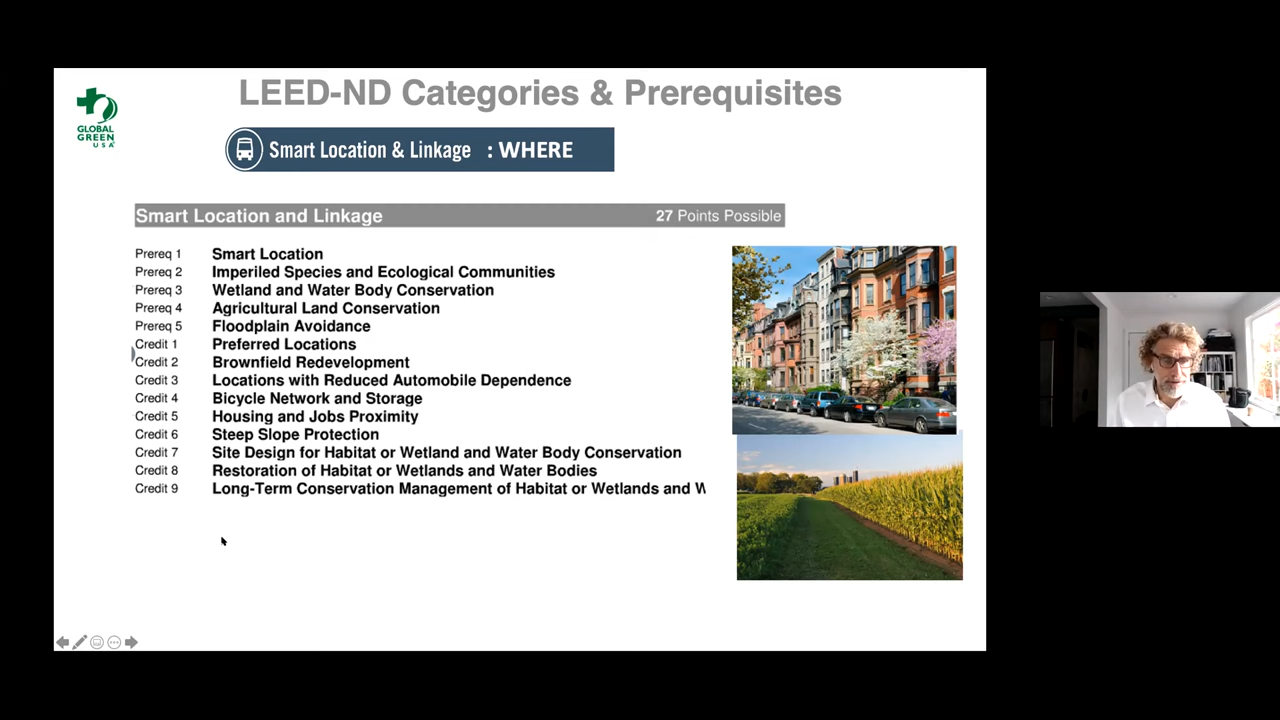 LEED-ND Categories & Prerequisites
GLOBAL
GREEN
USA
Smart Location & Linkage : WHERE
Smart Location and Linkage 27 Points Possible
Prereq 1 Smart Location
Prereq 2 Imperiled Species and Ecological Communities
Prereq 3 Wetland and Water Body Conservation
Prereq 4 Agricultural Land Conservation
Prereq 5 Floodplain Avoidance
Credit 1 Preferred Locations
Credit 2 Brownfield Redevelopment
Credit 3 Locations with Reduced Automobile Dependence
Credit 4 Bicycle Network and Storage
Credit 5 Housing and Jobs Proximity
Credit 6 Steep Slope Protection
Credit 7 Site Design for Habitat or Wetland and Water Body Conservation
Credit 8 Restoration of Habitat or Wetlands and Water Bodies
Credit 9 Long-Term Conservation Management of Habitat or Wetlands and W